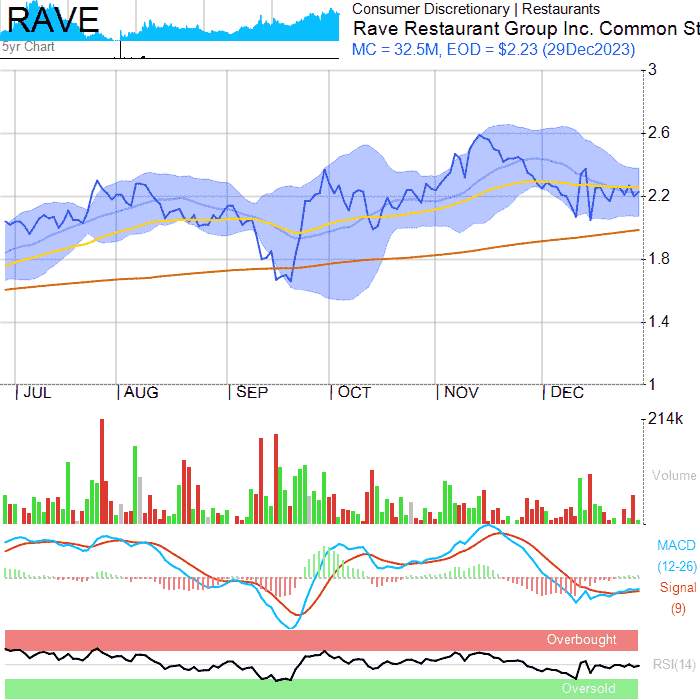 RAVE
5yr Chart
Consumer Discretionary | Restaurants
Rave Restaurant Group Inc. Common St
MC = 32.5M, EOD = $2.23 (29Dec2023)
3
2.6
2.2
1.8
1.4
1
JUL AUG SEP OCT NOV DEC
214k
Volume
MACD
(12-26)
Signal
(9)
Overbought
RSI(14)
Oversold